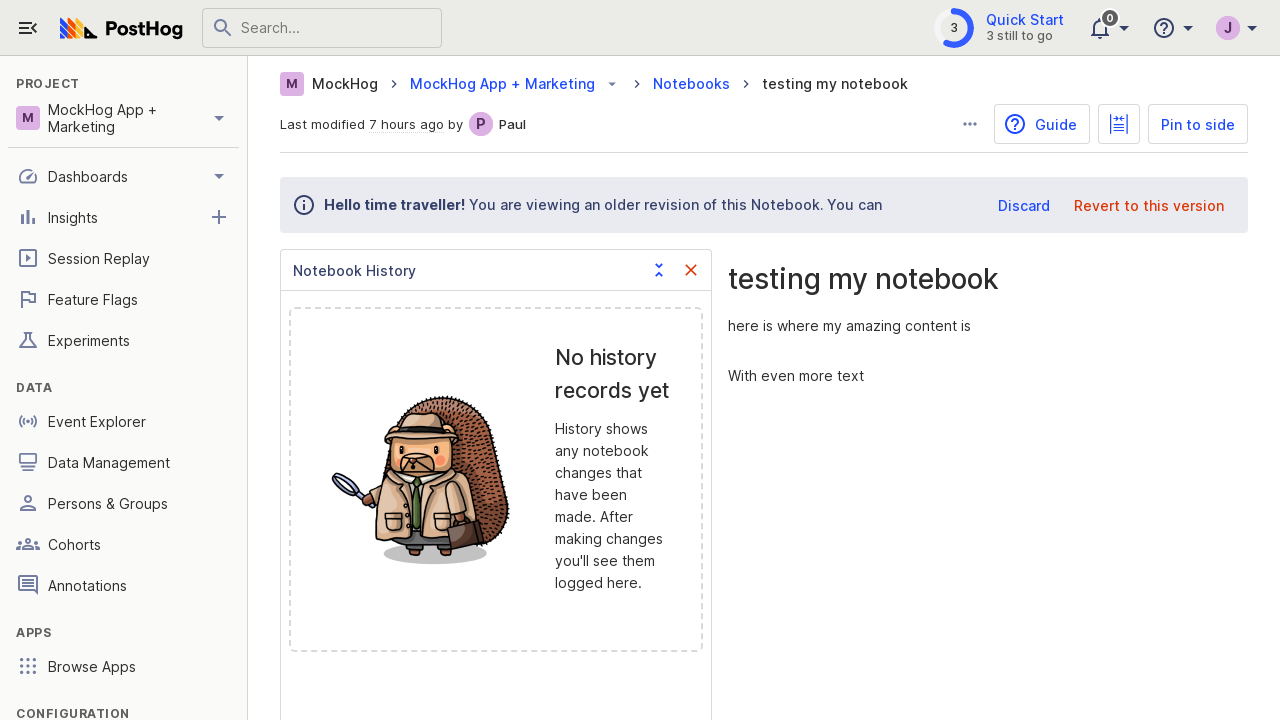 PostHog
Search...
3
Quick Start
3 still to go
0
J
PROJECT
M
MockHog App +
Marketing
Dashboards
Insights
Session Replay
Feature Flags
Experiments
DATA
Event Explorer
Data Management
Persons & Groups
Cohorts
Annotations
APPS
Browse Apps
CONFIGURATION
M MockHog MockHog App + Marketing Notebooks testing my notebook
Last modified 7 hours ago by P Paul
Guide
Pin to side
Hello time traveller! You are viewing an older revision of this Notebook. You can
Discard
Revert to this version
Notebook History
No history
records yet
History shows
any notebook
changes that
have been
made. After
making changes
you'll see them
logged here.
testing my notebook
here is where my amazing content is
With even more text